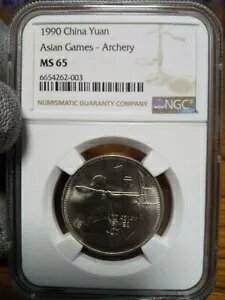 1990 China Yuan
Asian Games - Archery
MS 65
6654262-003
NUMISMATIC GUARANTY COMPANY
NGC